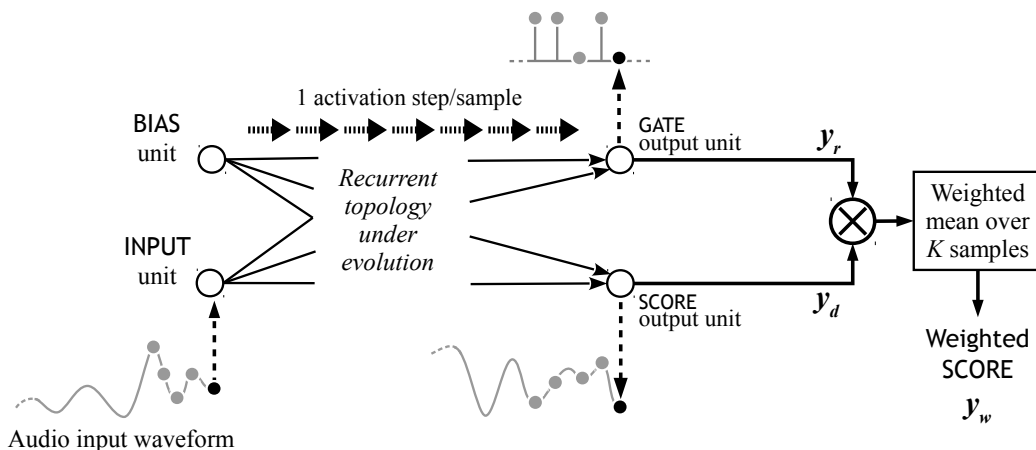 1 activation step/sample
BIAS
unit
GATE
output unit
y_r
Recurrent
topology
under
evolution
Weighted
mean over
K samples
INPUT
unit
SCORE
output unit
y_d
Weighted
SCORE
y_w
Audio input waveform